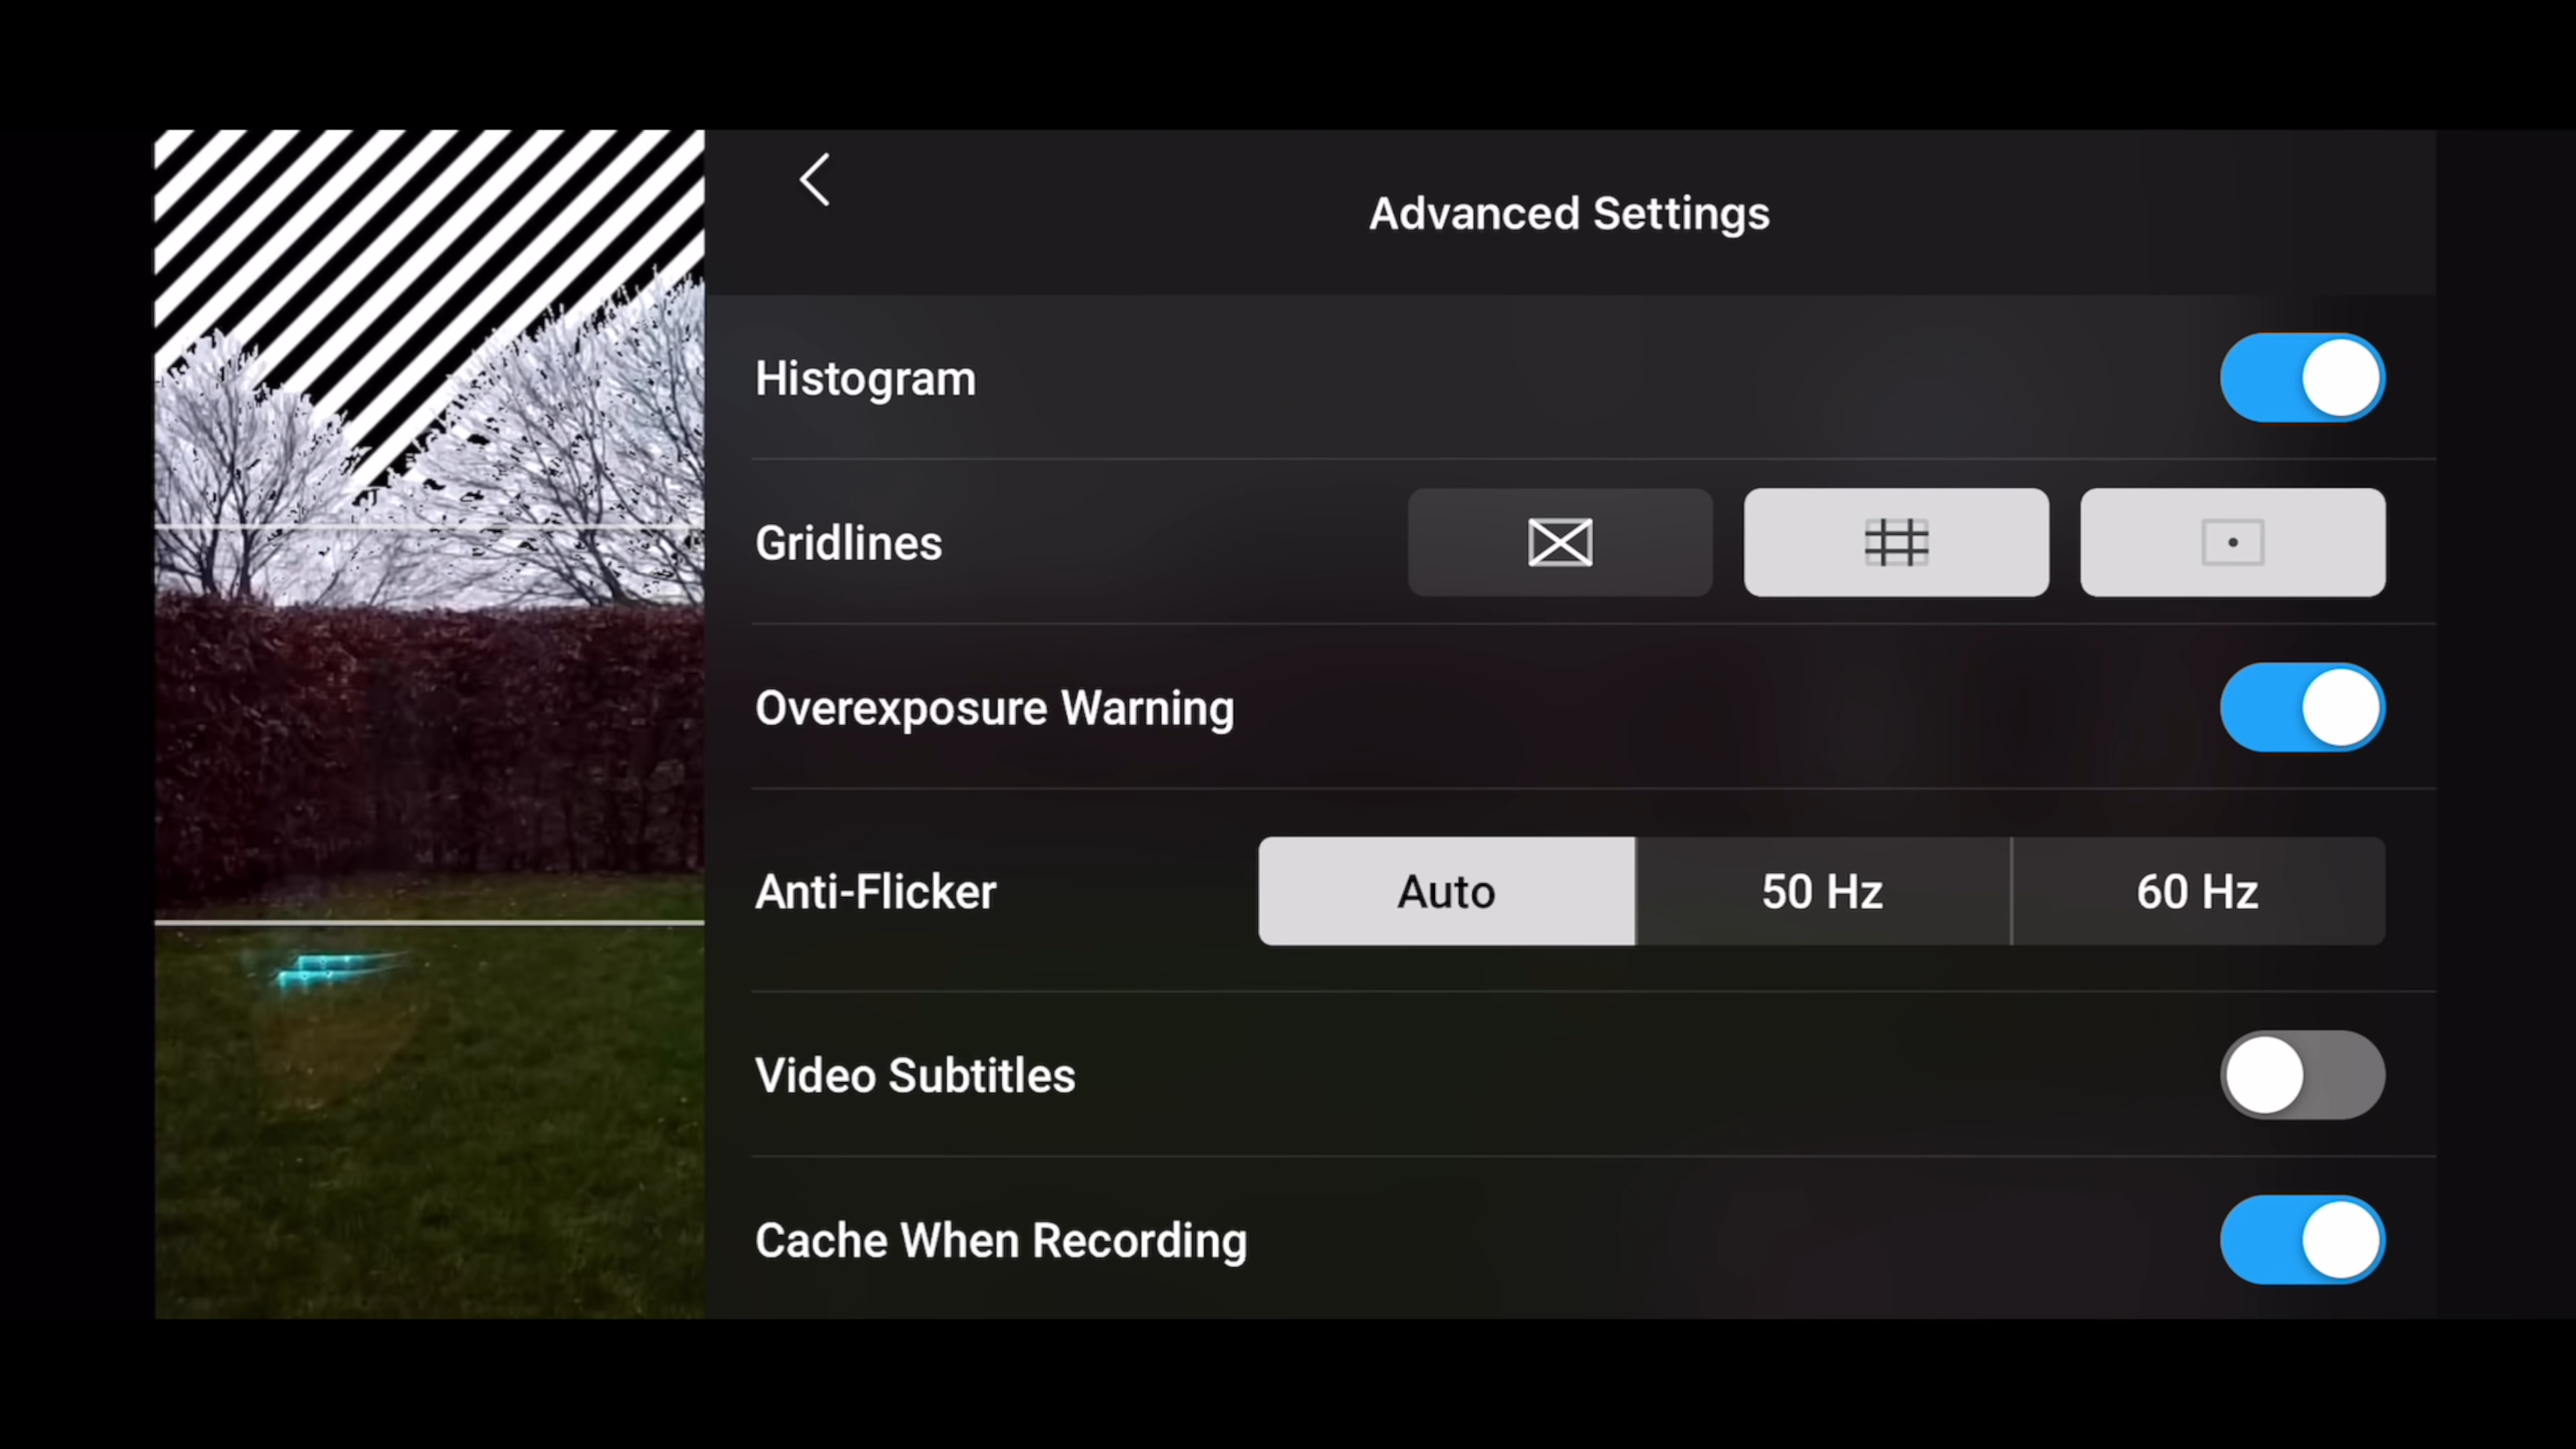 Advanced Settings
Histogram
Gridlines
Overexposure Warning
Anti-Flicker Auto 50 Hz 60 Hz
Video Subtitles
Cache When Recording